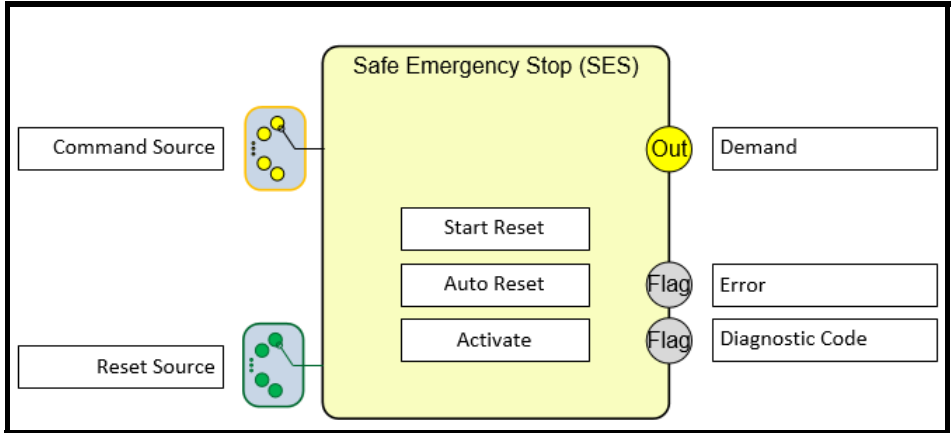 Safe Emergency Stop (SES)
Command Source
Out
Demand
Start Reset
Auto Reset
Flag
Error
Activate
Flag
Diagnostic Code
Reset Source